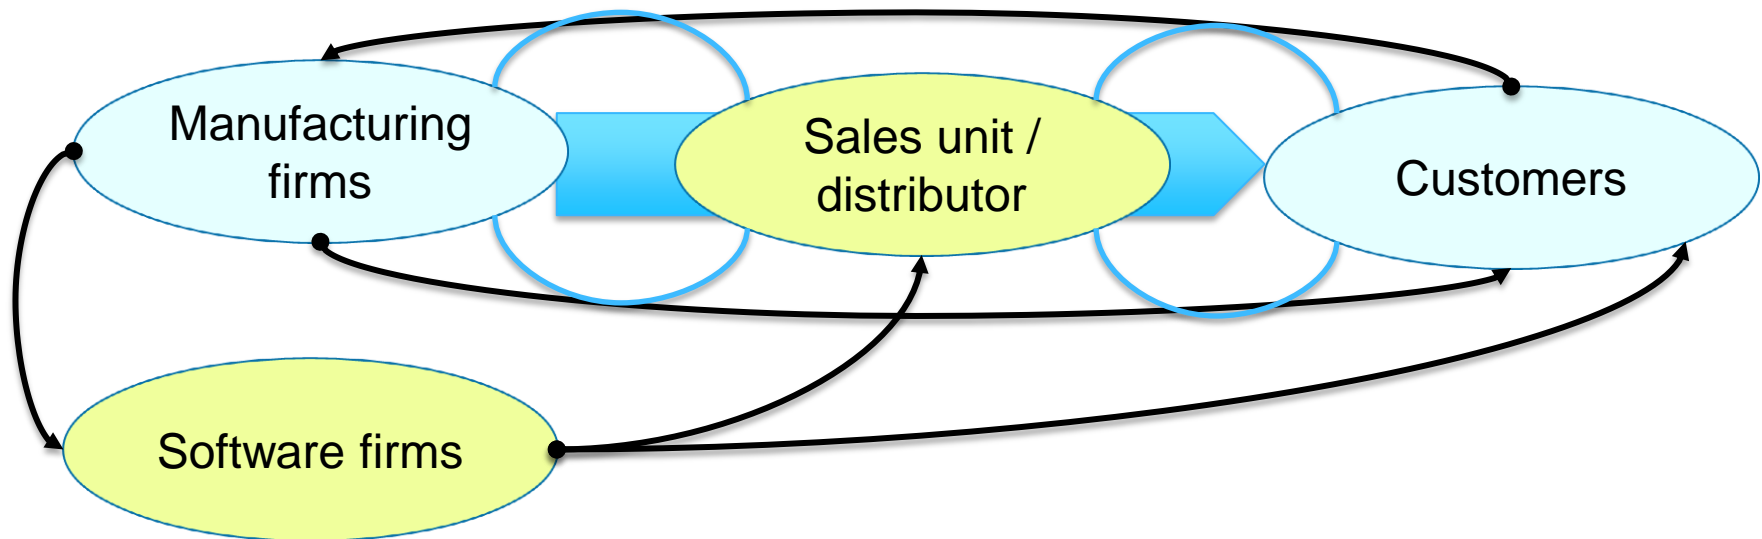 Manufacturing
firms
Sales unit /
distributor
Customers
Software firms